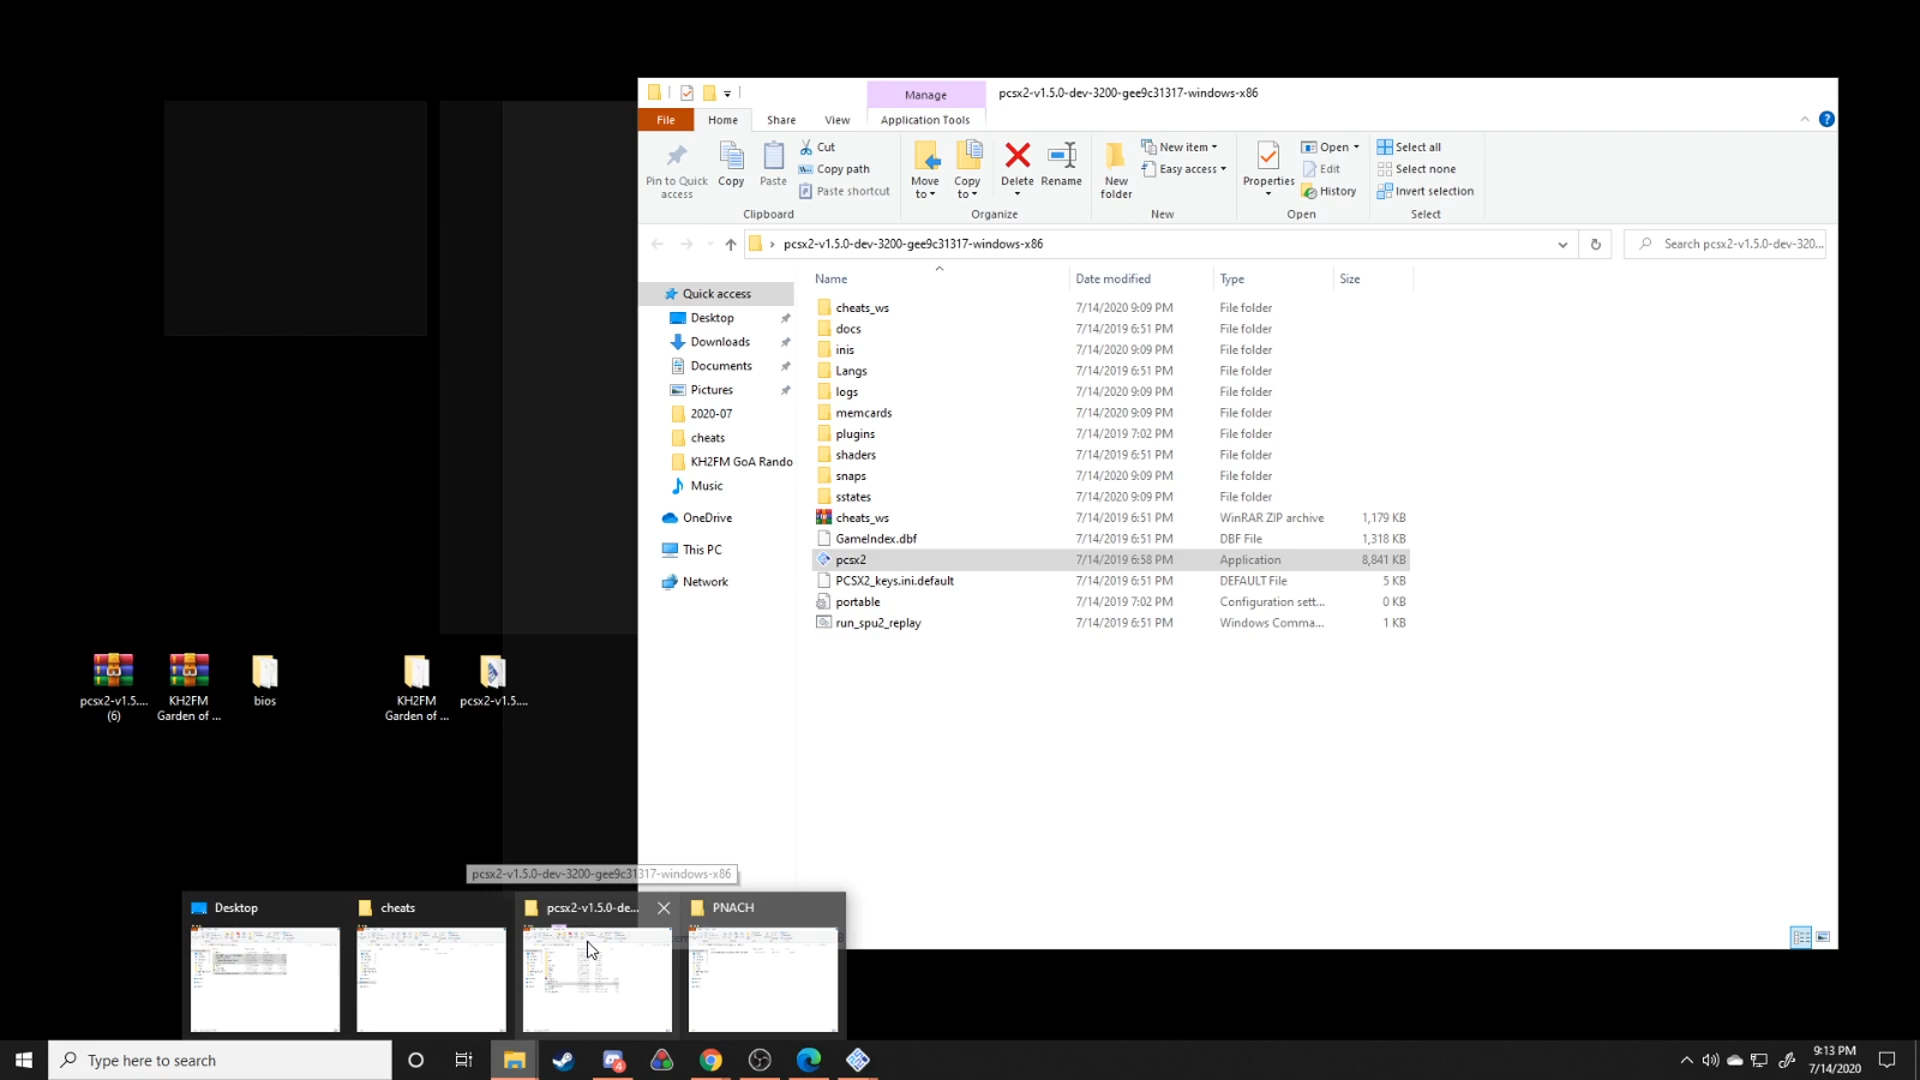 Manage
pcsx2-v1.5.0-dev-3200-gee9c31317-windows-x86
File
Home
Share
View
Application Tools
Pin to Quick access
Copy
Paste
Cut
Copy path
Paste shortcut
Move to
Copy to
Delete
Rename
New folder
New item
Easy access
Properties
Open
Edit
History
Select all
Select none
Invert selection
Clipboard
Organize
New
Open
Select
pcsx2-v1.5.0-dev-3200-gee9c31317-windows-x86
Search pcsx2-v1.5.0-dev-320...
Quick access
Desktop
Downloads
Documents
Pictures
2020-07
cheats
KH2FM GoA Rando
Music
OneDrive
This PC
Network
Name Date modified Type Size
cheats_ws 7/14/2020 9:09 PM File folder
docs 7/14/2019 6:51 PM File folder
inis 7/14/2020 9:09 PM File folder
Langs 7/14/2019 6:51 PM File folder
logs 7/14/2020 9:09 PM File folder
memcards 7/14/2020 9:09 PM File folder
plugins 7/14/2019 7:02 PM File folder
shaders 7/14/2019 6:51 PM File folder
snaps 7/14/2020 9:09 PM File folder
sstates 7/14/2020 9:09 PM File folder
cheats_ws 7/14/2019 6:51 PM WinRAR ZIP archive 1,179 KB
GameIndex.dbf 7/14/2019 6:51 PM DBF File 1,318 KB
pcsx2 7/14/2019 6:58 PM Application 8,841 KB
PCSX2_keys.ini.default 7/14/2019 6:51 PM DEFAULT File 5 KB
portable 7/14/2019 7:02 PM Configuration sett... 0 KB
run_spu2_replay 7/14/2019 6:51 PM Windows Comma... 1 KB
pcsx2-v1.5....
(6)
KH2FM
Garden of ...
bios
KH2FM
Garden of ...
pcsx2-v1.5....
pcsx2-v1.5.0-dev-3200-gee9c31317-windows-x86
Desktop
cheats
pcsx2-v1.5.0-de...
PNACH
Type here to search
4
9:13 PM
7/14/2020